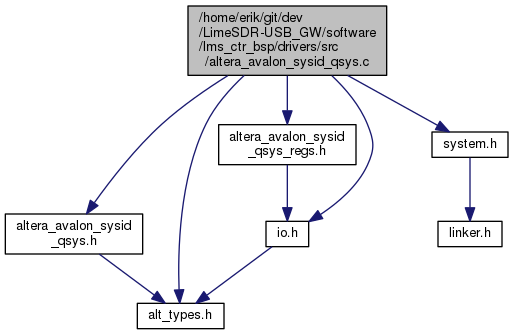 /home/erik/git/dev
/LimeSDR-USB_GW/software
/lms_ctr_bsp/drivers/src
/altera_avalon_sysid_qsys.c
altera_avalon_sysid
_qsys_regs.h
system.h
altera_avalon_sysid
_qsys.h
io.h
linker.h
alt_types.h